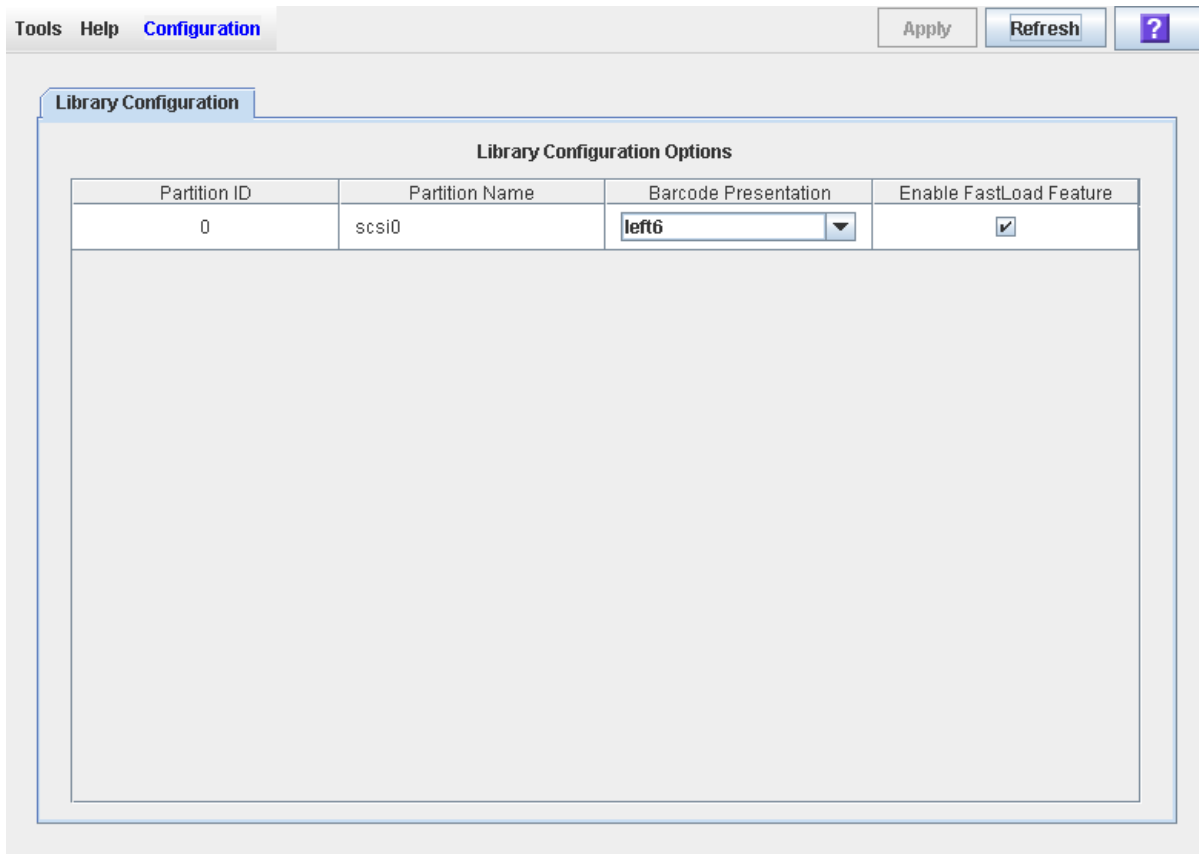 Tools Help Configuration Apply Refresh ?
Library Configuration
Library Configuration Options
Partition ID Partition Name Barcode Presentation Enable FastLoad Feature
0 scsi0 left6